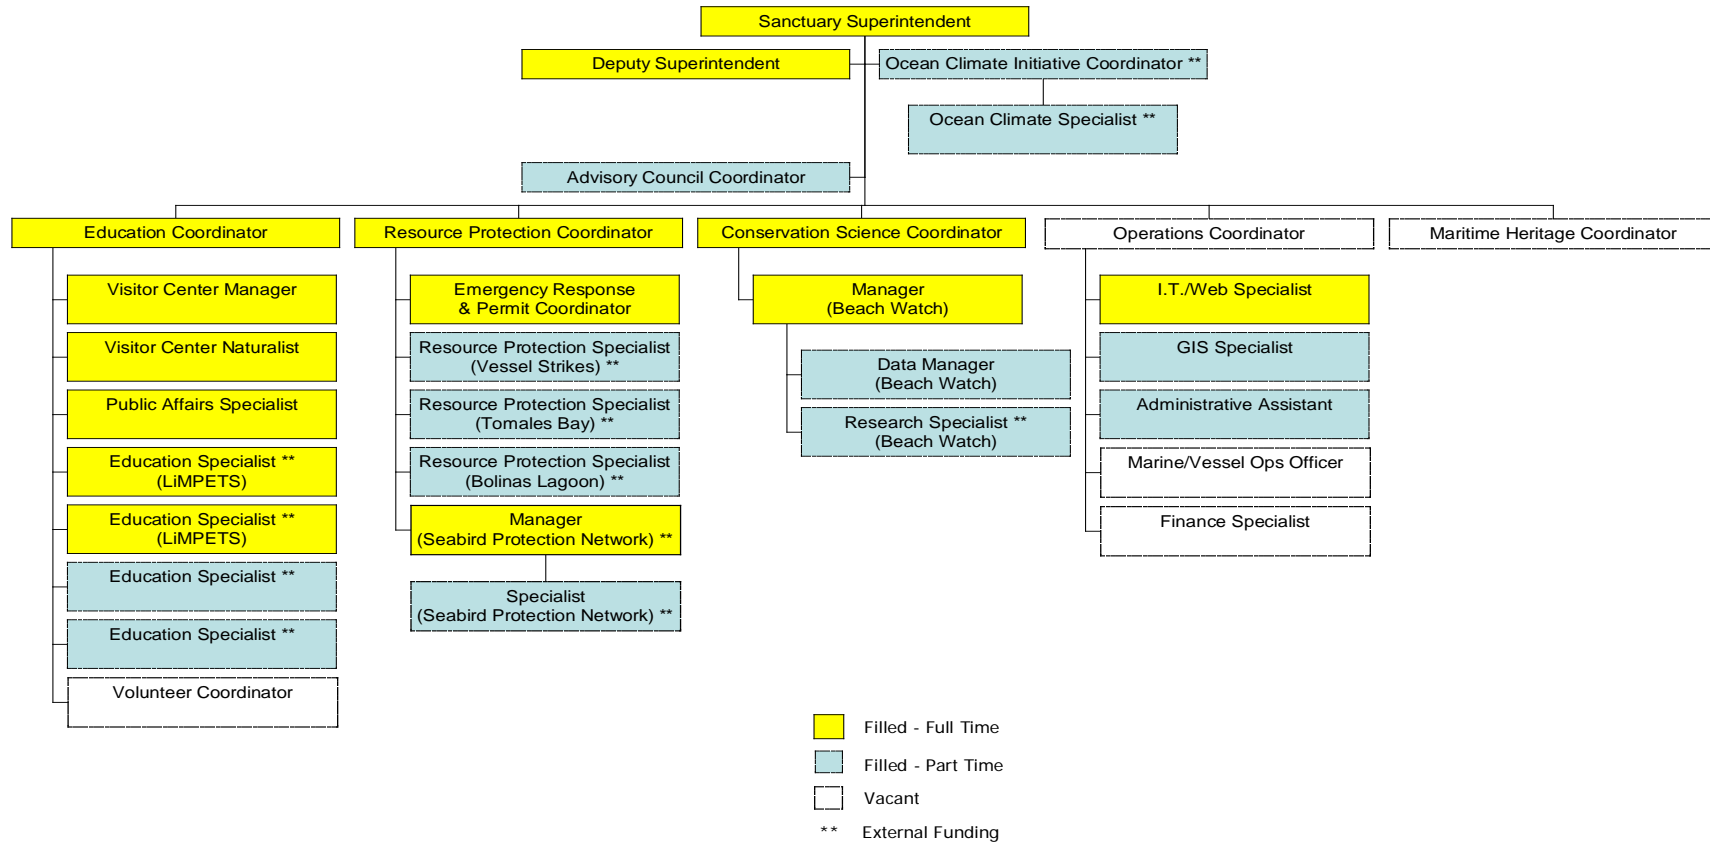 Sanctuary Superintendent
Deputy Superintendent
Ocean Climate Initiative Coordinator **
Ocean Climate Specialist **
Advisory Council Coordinator
Education Coordinator
Resource Protection Coordinator
Conservation Science Coordinator
Operations Coordinator
Maritime Heritage Coordinator
Visitor Center Manager
Visitor Center Naturalist
Public Affairs Specialist
Education Specialist **
(LiMPETS)
Education Specialist **
(LiMPETS)
Education Specialist **
Education Specialist **
Volunteer Coordinator
Emergency Response
& Permit Coordinator
Resource Protection Specialist
(Vessel Strikes) **
Resource Protection Specialist
(Tomales Bay) **
Resource Protection Specialist
(Bolinas Lagoon) **
Manager
(Seabird Protection Network) **
Specialist
(Seabird Protection Network) **
Manager
(Beach Watch)
Data Manager
(Beach Watch)
Research Specialist **
(Beach Watch)
I.T./Web Specialist
GIS Specialist
Administrative Assistant
Marine/Vessel Ops Officer
Finance Specialist
Filled - Full Time
Filled - Part Time
Vacant
** External Funding